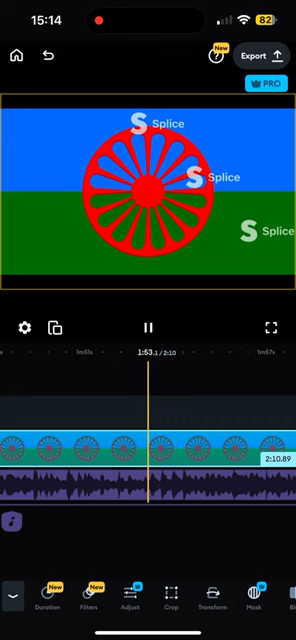 15:14
82
New
Export
PRO
S Splice
S Splice
S Splice
1m51s
1:53.1 / 2:10
1m57s
2:10.89
New
New
Duration
Filters
Adjust
Crop
Transform
Mask